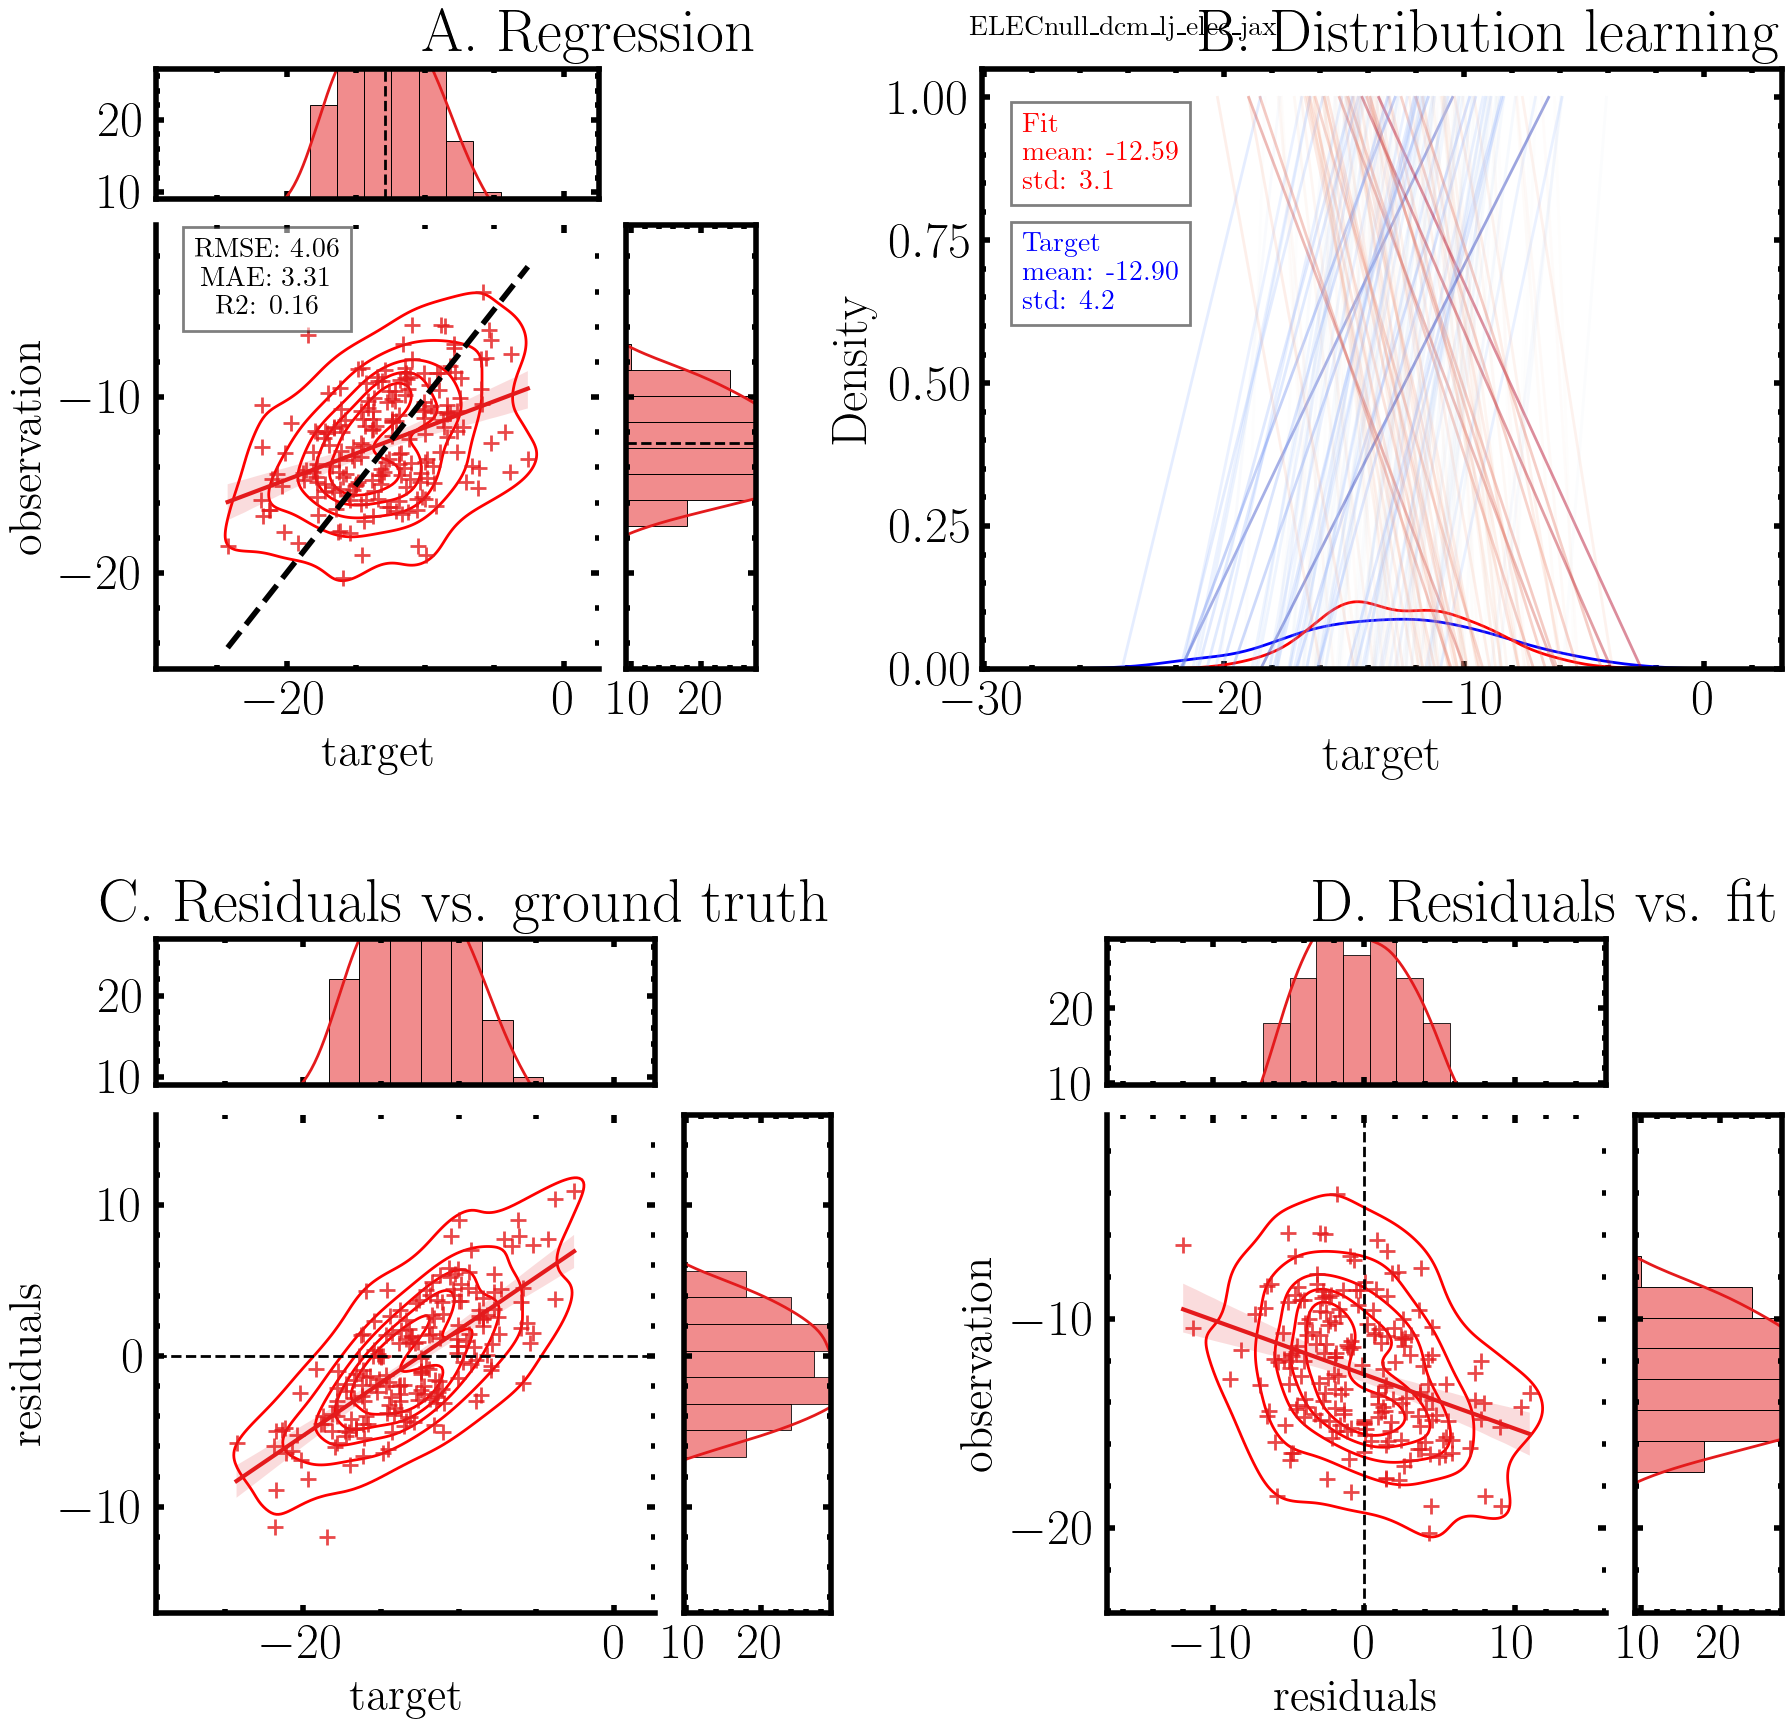 A. Regression
20
10
RMSE: 4.06
MAE: 3.31
R2: 0.16
observation
−10
−20
−20
0
10
20
target
ELECnull_dcm_lj_elec_jax
B. Distribution learning
1.00
0.75
0.50
0.25
0.00
Density
Fit
mean: -12.59
std: 3.1
Target
mean: -12.90
std: 4.2
−30
−20
−10
0
target
C. Residuals vs. ground truth
20
10
residuals
10
0
−10
−20
0
10
20
target
D. Residuals vs. fit
20
10
observation
−10
−20
−10
0
10
10
20
residuals